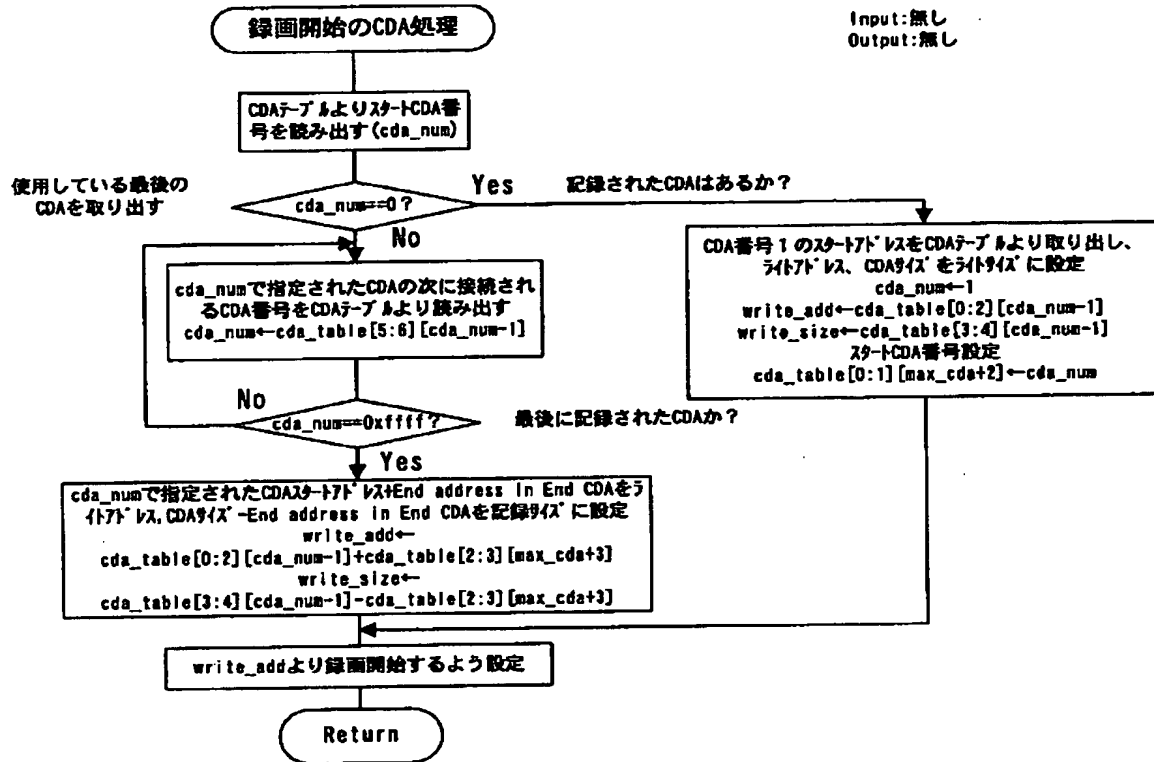 録画開始のCDA処理
Input:無し
Output:無し
CDAテーブルよりスタートCDA番
号を読み出す(cda_num)
使用している最後の
CDAを取り出す
cda_num==0?
Yes
記録されたCDAはあるか?
No
cda_numで指定されたCDAの次に接続され
るCDA番号をCDAテーブルより読み出す
cda_num←cda_table[5:6][cda_num-1]
CDA番号1のスタートアドレスをCDAテーブルより取り出し、
ライトアドレス、CDAサイズをライトサイズに設定
cda_num←1
write_add←cda_table[0:2][cda_num-1]
write_size←cda_table[3:4][cda_num-1]
スタートCDA番号設定
cda_table[0:1][max_cda+2]←cda_num
No
cda_num==0xffff?
最後に記録されたCDAか?
Yes
cda_numで指定されたCDAスタートアドレス+End address in End CDAをラ
イトアドレス,CDAサイズ-End address in End CDAを記録サイズに設定
write_add←
cda_table[0:2][cda_num-1]+cda_table[2:3][max_cda+3]
write_size←
cda_table[3:4][cda_num-1]-cda_table[2:3][max_cda+3]
write_addより録画開始するよう設定
Return